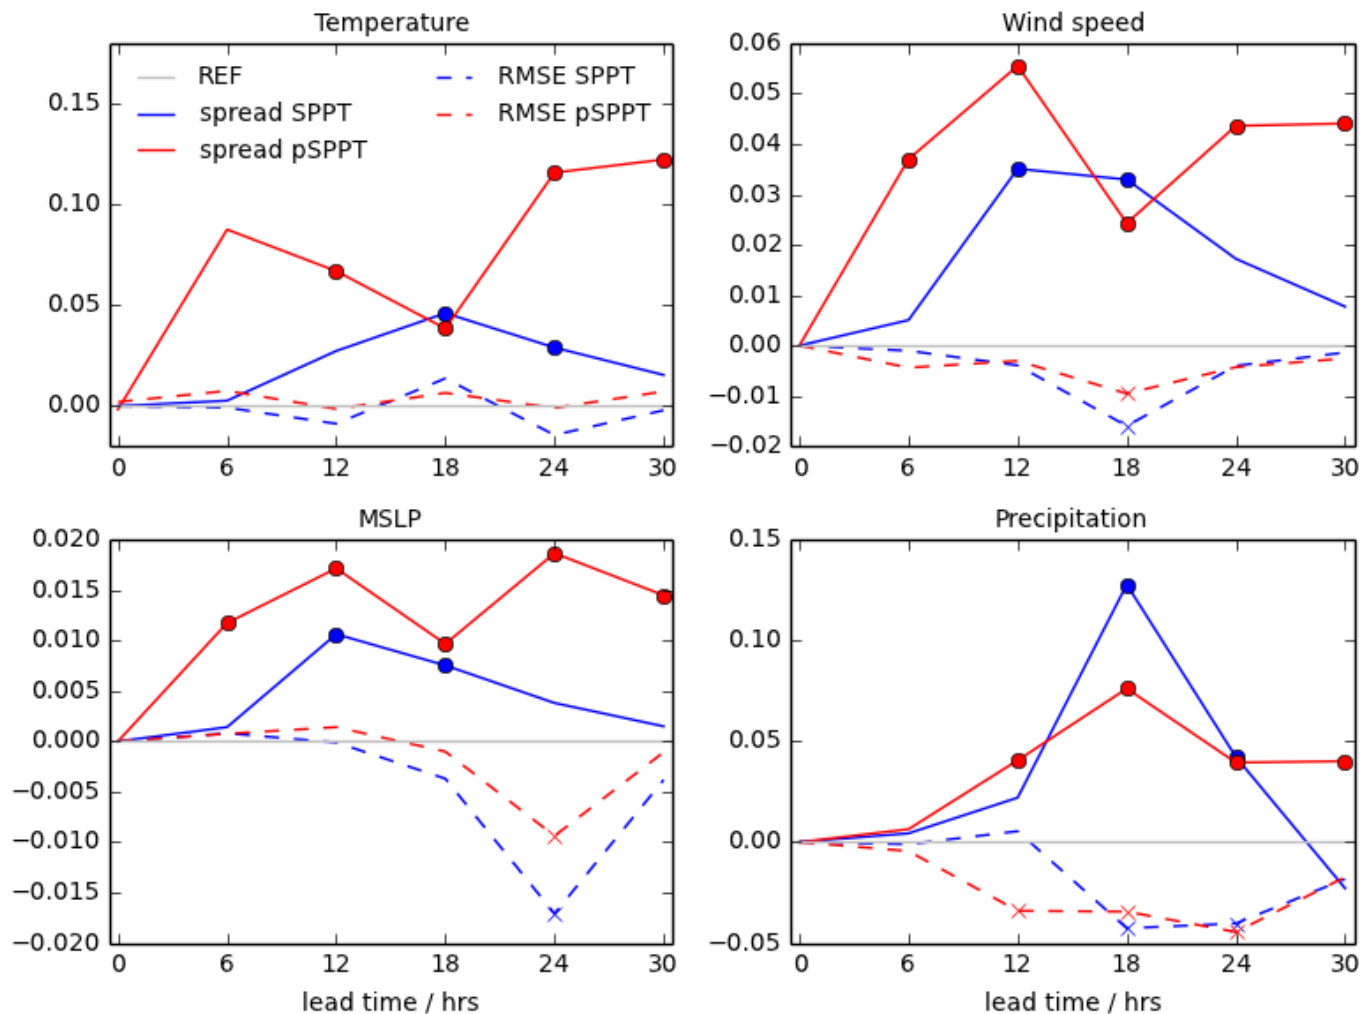 Temperature
0.15
0.10
0.05
0.00
REF
spread SPPT
spread pSPPT
RMSE SPPT
RMSE pSPPT
0 6 12 18 24 30
Wind speed
0.06
0.05
0.04
0.03
0.02
0.01
0.00
−0.01
−0.02
0 6 12 18 24 30
MSLP
0.020
0.015
0.010
0.005
0.000
−0.005
−0.010
−0.015
−0.020
0 6 12 18 24 30
lead time / hrs
Precipitation
0.15
0.10
0.05
0.00
−0.05
0 6 12 18 24 30
lead time / hrs